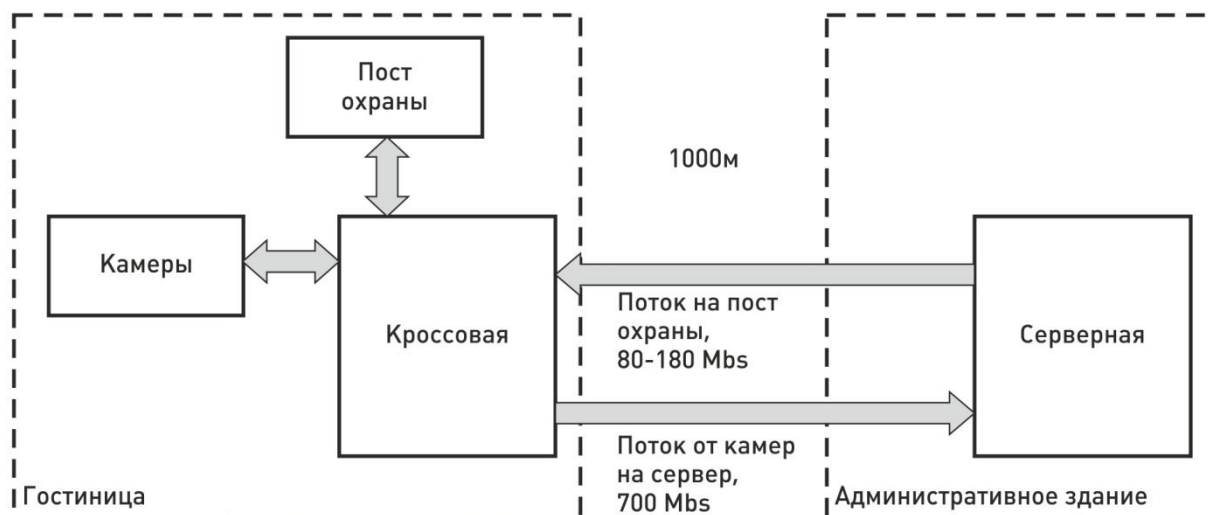 Пост
охраны
1000м
Камеры
Кроссовая
Поток на пост
охраны,
80-180 Mbs
Серверная
Поток от камер
на сервер,
700 Mbs
Гостиница
Административное здание